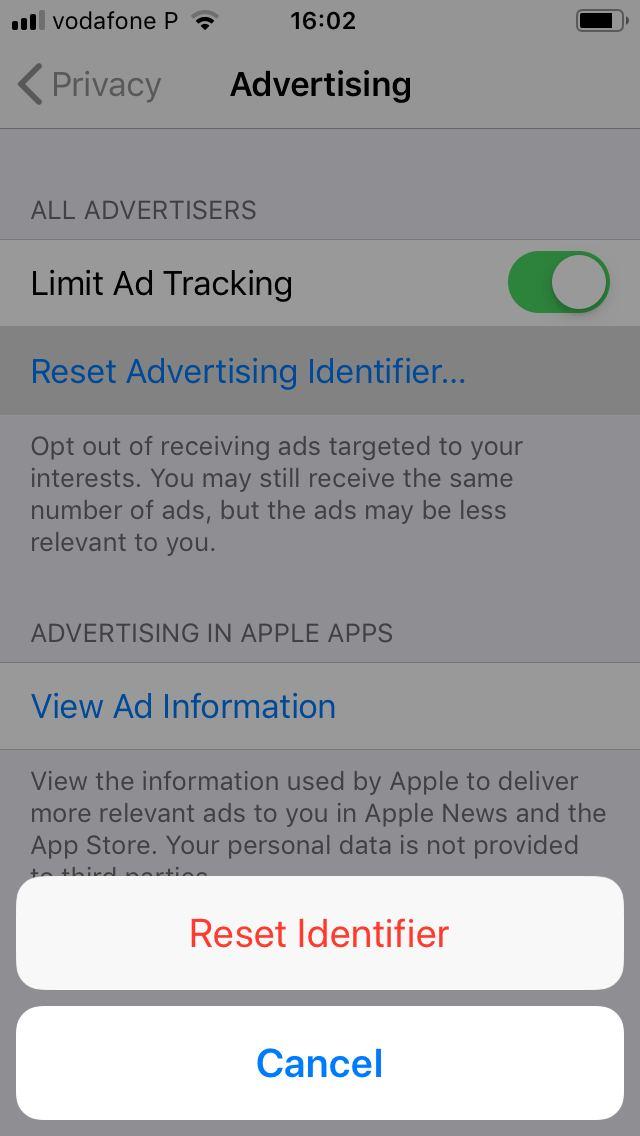 vodafone P 16:02
Privacy Advertising
ALL ADVERTISERS
Limit Ad Tracking
Reset Advertising Identifier...
Opt out of receiving ads targeted to your
interests. You may still receive the same
number of ads, but the ads may be less
relevant to you.
ADVERTISING IN APPLE APPS
View Ad Information
View the information used by Apple to deliver
more relevant ads to you in Apple News and the
App Store. Your personal data is not provided
to third parties.
Reset Identifier
Cancel